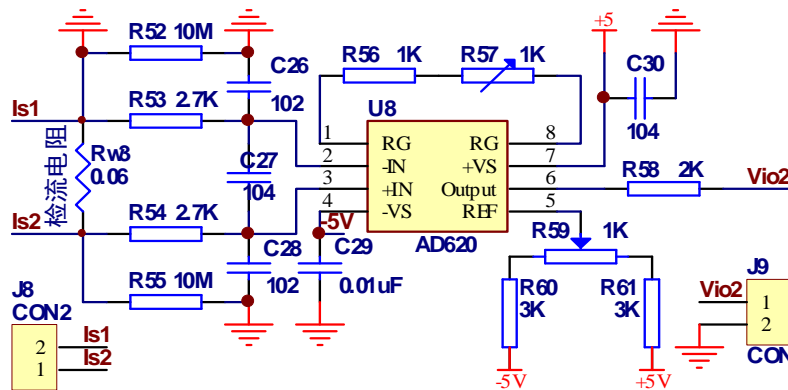 R52 10M
+5
C26
102
R56 1K
R57 1K
C30
104
Is1
R53 2.7K
U8
1 RG RG 8
2 -IN +VS 7
3 +IN Output 6
4 -VS REF 5
AD620
检流电阻
Rw3
0.06
C27
104
R58 2K
Vio2
Is2
R54 2.7K
-5V
C28
102
C29
0.01uF
R59 1K
R55 10M
R60
3K
R61
3K
-5V
+5V
J8
CON2
2 Is1
1 Is2
J9
Vio2 1
2
CON